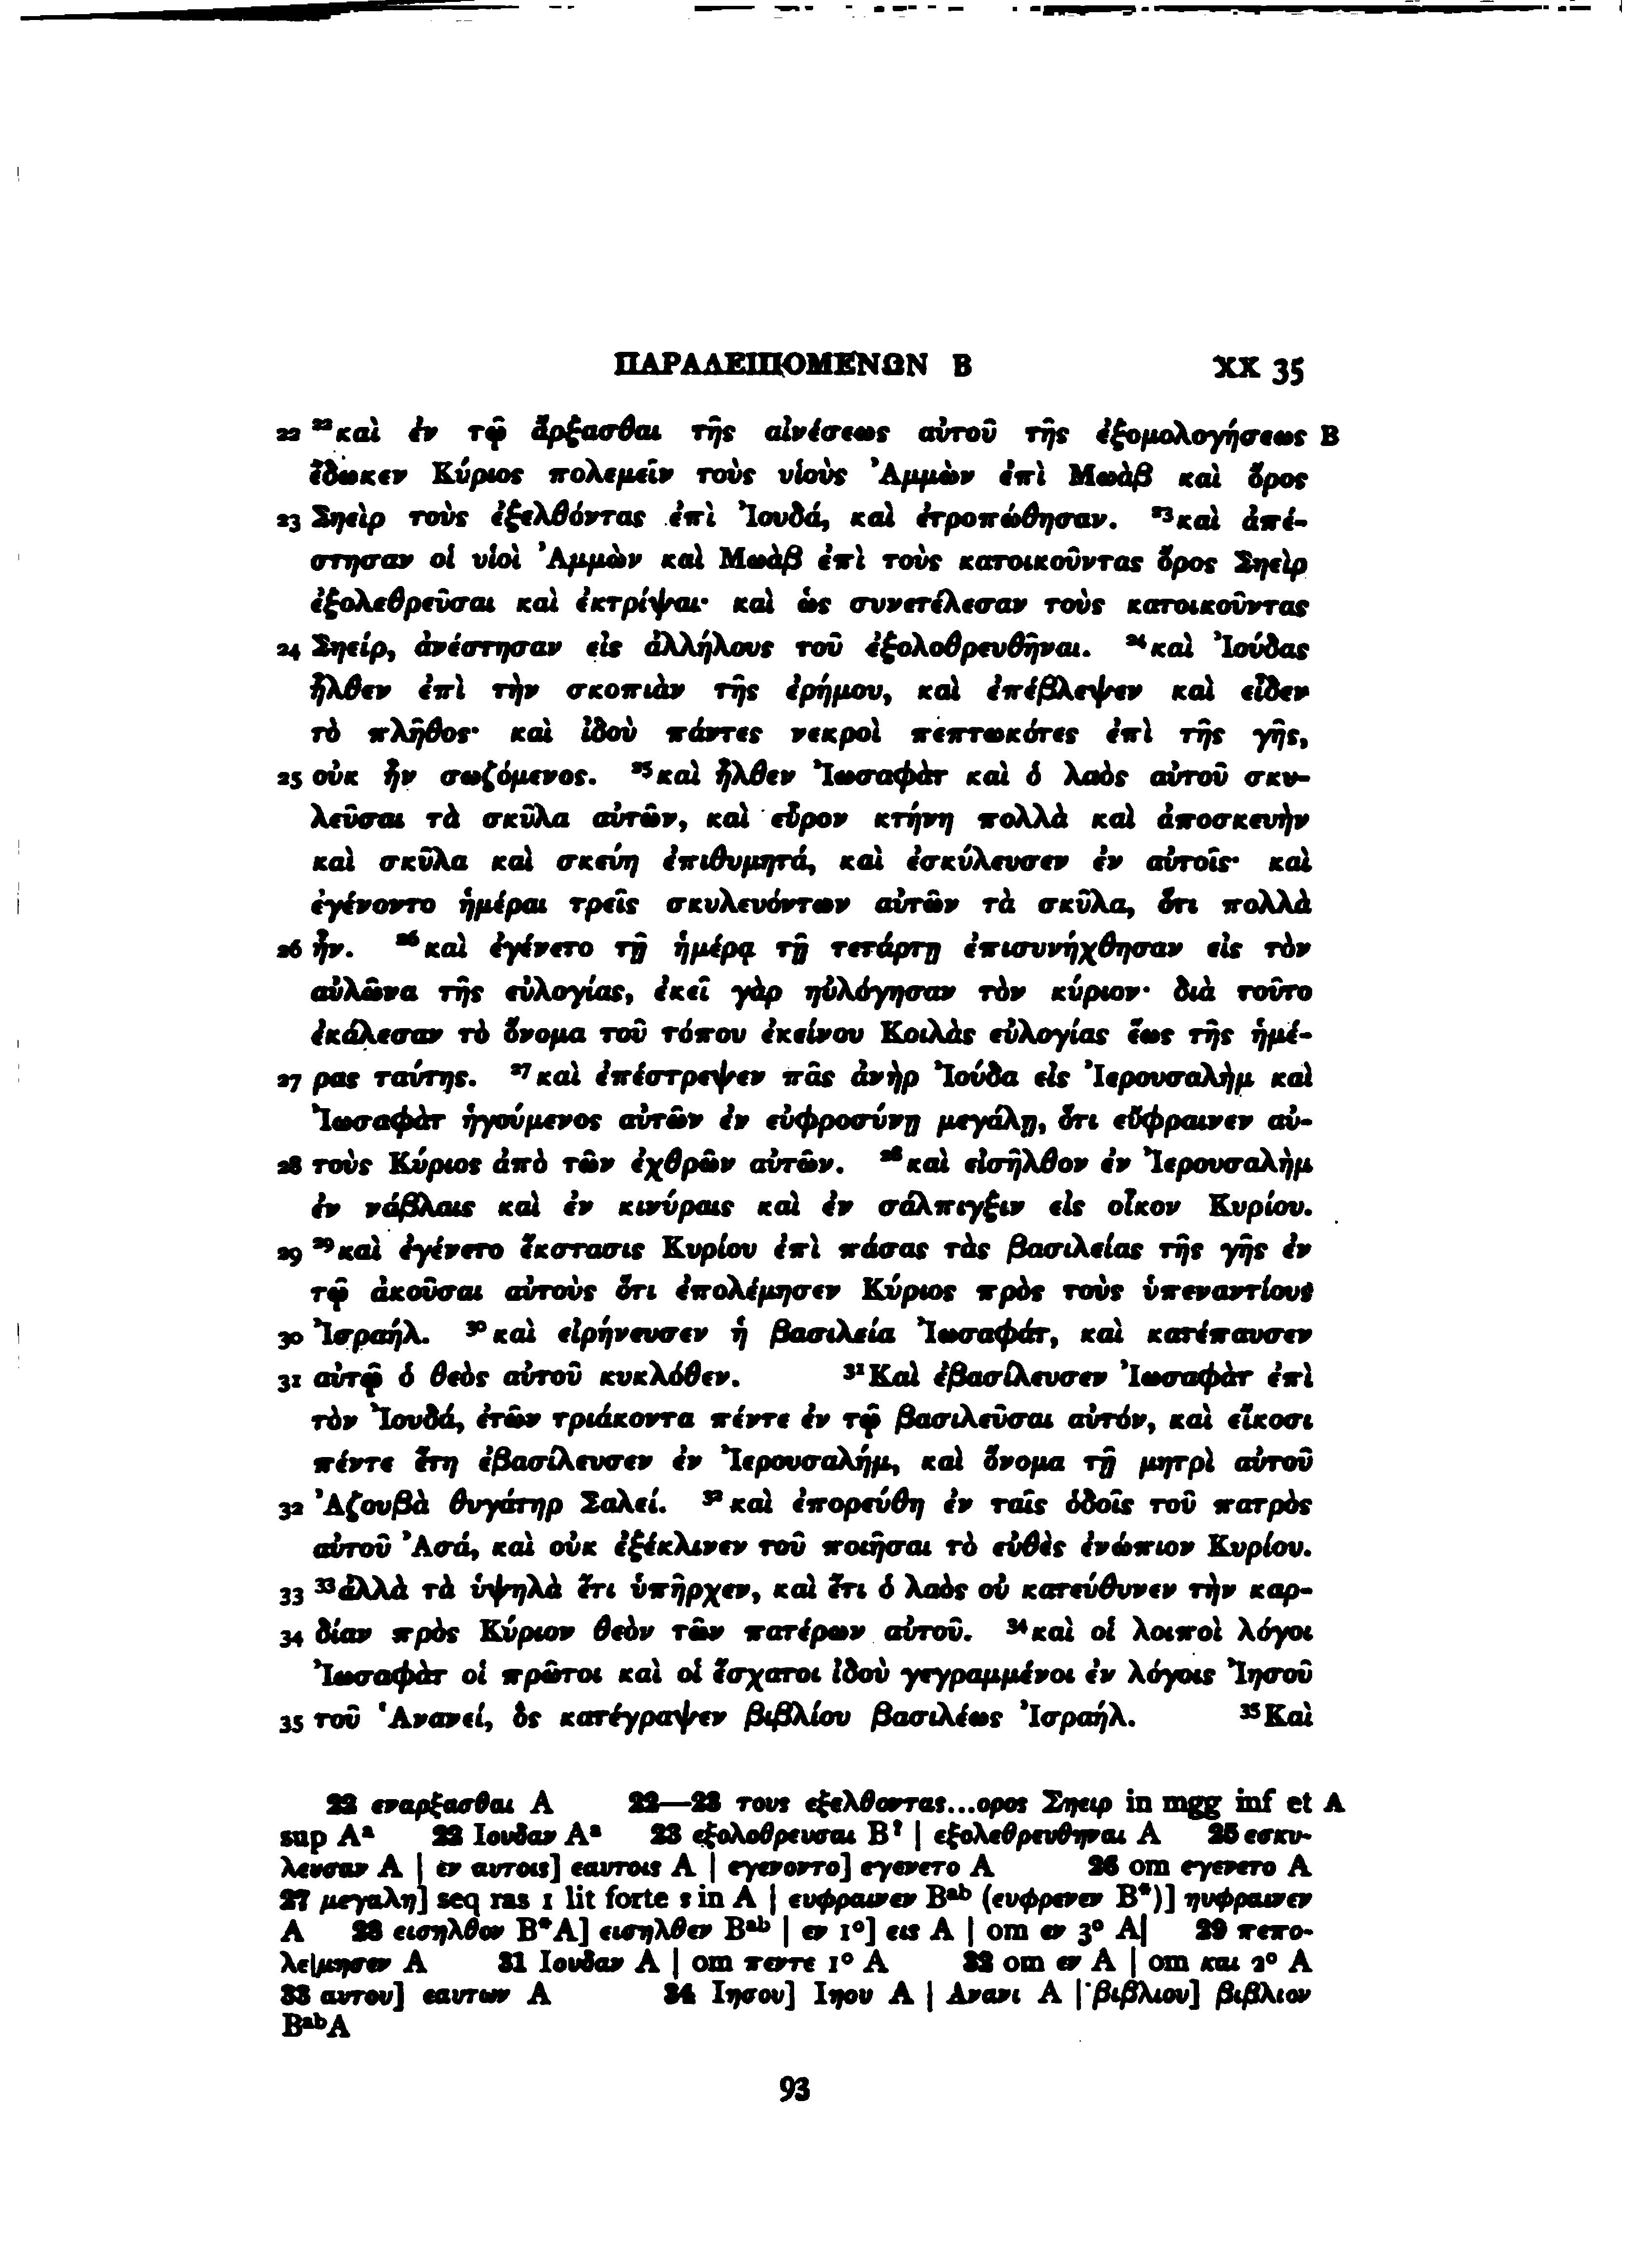 ΠΑΡΑΛΕΙΠΟΜΕΝΩΝ Β XX 35
22 ²²καὶ ἐν τῷ ἄρξασθαι τῆς αἰνέσεως αὐτοῦ τῆς ἐξομολογήσεως B
ἔδωκεν Κύριος πολεμεῖν τοὺς υἱοὺς Ἀμμὼν ἐπὶ Μωὰβ καὶ ὄρος
23 Σηεὶρ τοὺς ἐξελθόντας ἐπὶ Ἰουδά, καὶ ἐτροπώθησαν. ²³καὶ ἀπέ-
στησαν οἱ υἱοὶ Ἀμμὼν καὶ Μωὰβ ἐπὶ τοὺς κατοικοῦντας ὄρος Σηεὶρ
ἐξολεθρεῦσαι καὶ ἐκτρίψαι· καὶ ὡς συνετέλεσαν τοὺς κατοικοῦντας
24 Σηείρ, ἀνέστησαν εἰς ἀλλήλους τοῦ ἐξολοθρευθῆναι. ²⁴καὶ Ἰούδας
ἦλθεν ἐπὶ τὴν σκοπιὰν τῆς ἐρήμου, καὶ ἐπέβλεψεν καὶ εἶδεν
τὸ πλῆθος· καὶ ἰδοὺ πάντες νεκροὶ πεπτωκότες ἐπὶ τῆς γῆς,
25 οὐκ ἦν σωζόμενος. ²⁵καὶ ἦλθεν Ἰωσαφὰτ καὶ ὁ λαὸς αὐτοῦ σκυ-
λεῦσαι τὰ σκῦλα αὐτῶν, καὶ εὗρον κτήνη πολλὰ καὶ ἀποσκευὴν
καὶ σκῦλα καὶ σκεύη ἐπιθυμητά, καὶ ἐσκύλευσεν ἐν αὐτοῖς· καὶ
ἐγένοντο ἡμέραι τρεῖς σκυλευόντων αὐτῶν τὰ σκῦλα, ὅτι πολλὰ
26 ἦν. ²⁶καὶ ἐγένετο τῇ ἡμέρᾳ τῇ τετάρτῃ ἐπισυνήχθησαν εἰς τὸν
αὐλῶνα τῆς εὐλογίας, ἐκεῖ γὰρ ηὐλόγησαν τὸν κύριον· διὰ τοῦτο
ἐκάλεσαν τὸ ὄνομα τοῦ τόπου ἐκείνου Κοιλὰς εὐλογίας ἕως τῆς ἡμέ-
27 ρας ταύτης. ²⁷καὶ ἐπέστρεψεν πᾶς ἀνὴρ Ἰούδα εἰς Ἰερουσαλὴμ καὶ
Ἰωσαφὰτ ἡγούμενος αὐτῶν ἐν εὐφροσύνῃ μεγάλῃ, ὅτι εὔφραινεν αὐ-
28 τοὺς Κύριος ἀπὸ τῶν ἐχθρῶν αὐτῶν. ²⁸καὶ εἰσῆλθον ἐν Ἰερουσαλὴμ
ἐν νάβλαις καὶ ἐν κινύραις καὶ ἐν σάλπιγξιν εἰς οἶκον Κυρίου.
29 ²⁹καὶ ἐγένετο ἔκστασις Κυρίου ἐπὶ πάσας τὰς βασιλείας τῆς γῆς ἐν
τῷ ἀκοῦσαι αὐτοὺς ὅτι ἐπολέμησεν Κύριος πρὸς τοὺς ὑπεναντίους
30 Ἰσραήλ. ³⁰καὶ εἰρήνευσεν ἡ βασιλεία Ἰωσαφάτ, καὶ κατέπαυσεν
31 αὐτῷ ὁ θεὸς αὐτοῦ κυκλόθεν. ³¹Καὶ ἐβασίλευσεν Ἰωσαφὰτ ἐπὶ
τὸν Ἰουδά, ἐτῶν τριάκοντα πέντε ἐν τῷ βασιλεῦσαι αὐτόν, καὶ εἴκοσι
πέντε ἔτη ἐβασίλευσεν ἐν Ἰερουσαλήμ, καὶ ὄνομα τῇ μητρὶ αὐτοῦ
32 Ἀζουβὰ θυγάτηρ Σαλεί. ³²καὶ ἐπορεύθη ἐν ταῖς ὁδοῖς τοῦ πατρὸς
αὐτοῦ Ἀσά, καὶ οὐκ ἐξέκλινεν τοῦ ποιῆσαι τὸ εὐθὲς ἐνώπιον Κυρίου.
33 ³³ἀλλὰ τὰ ὑψηλὰ ἔτι ὑπῆρχεν, καὶ ἔτι ὁ λαὸς οὐ κατεύθυνεν τὴν καρ-
34 δίαν πρὸς Κύριον θεὸν τῶν πατέρων αὐτοῦ. ³⁴καὶ οἱ λοιποὶ λόγοι
Ἰωσαφὰτ οἱ πρῶτοι καὶ οἱ ἔσχατοι ἰδοὺ γεγραμμένοι ἐν λόγοις Ἰησοῦ
35 τοῦ Ἀνανεί, ὃς κατέγραψεν βιβλίου βασιλέως Ἰσραήλ. ³⁵Καὶ
22 εναρξασθαι A 22—23 τους εξελθοντας...ορος Σηειρ in mgg inf et A
sup Aᵃ 22 Ιουδαν Aᵃ 23 εξολοθρευσαι B? | εξολεθρευθηναι A 25 εσκυ-
λευσαν A | εν αυτοις] εαυτοις A | εγενοντο] εγενετο A 26 om εγενετο A
27 μεγαλη] seq ras 1 lit forte ς in A | ευφραινεν Bᵃᵇ (ευφρενεν B*)] ηυφραινεν
A 28 εισηλθον B*A] εισηλθεν Bᵃᵇ | εν 1°] εις A | om εν 3° A| 29 πεπο-
λε|μησεν A 31 Ιουδαν A | om πεντε 1° A 32 om εν A | om και 2° A
33 αυτου] εαυτων A 34 Ιησου] Ιηου A | Ανανι A | βιβλιου] βιβλιον
BᵃᵇA
93